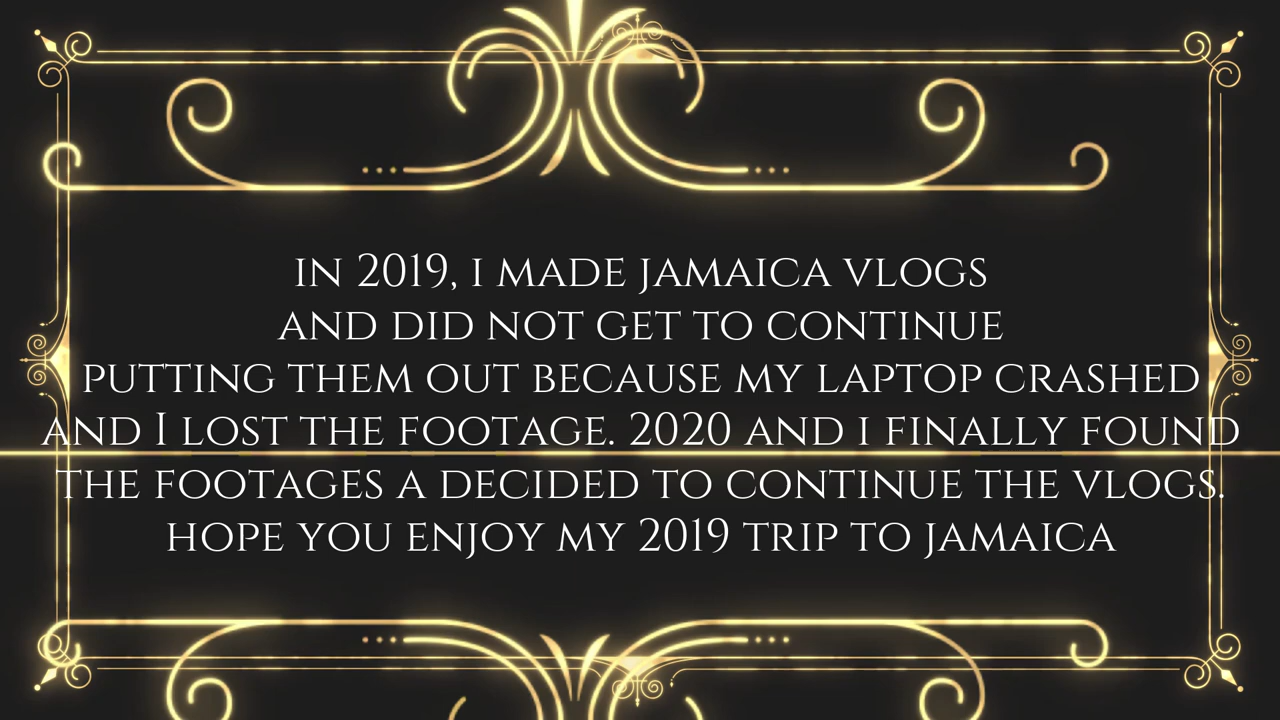 IN 2019, I MADE JAMAICA VLOGS
AND DID NOT GET TO CONTINUE
PUTTING THEM OUT BECAUSE MY LAPTOP CRASHED
AND I LOST THE FOOTAGE. 2020 AND I FINALLY FOUND
THE FOOTAGES A DECIDED TO CONTINUE THE VLOGS.
HOPE YOU ENJOY MY 2019 TRIP TO JAMAICA